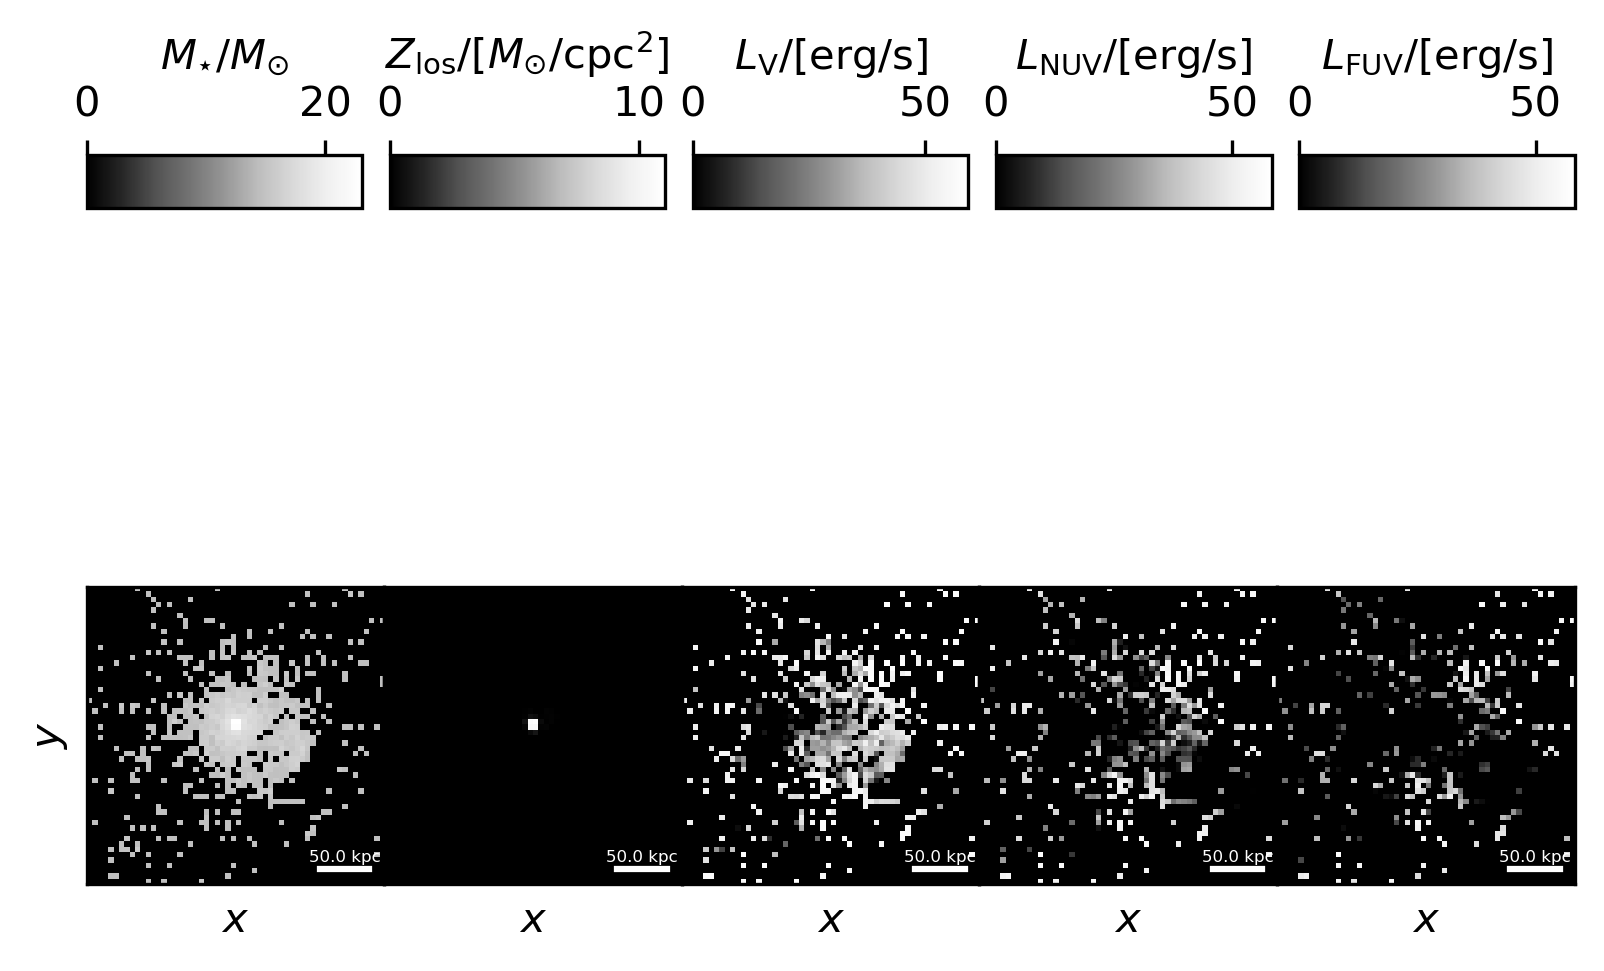 M⋆/M⊙ Z_los/[M⊙/cpc²] L_V/[erg/s] L_NUV/[erg/s] L_FUV/[erg/s]
0 20 0 10 0 50 0 50 0 50
y
50.0 kpc 50.0 kpc 50.0 kpc 50.0 kpc 50.0 kpc
x x x x x